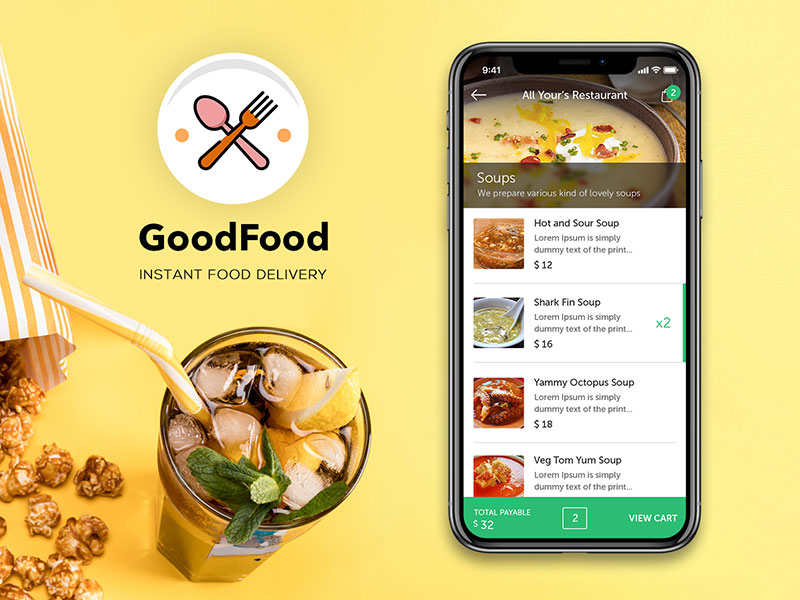 GoodFood
INSTANT FOOD DELIVERY
9:41
All Your's Restaurant
2
Soups
We prepare various kind of lovely soups
Hot and Sour Soup
Lorem Ipsum is simply
dummy text of the print...
$ 12
Shark Fin Soup
Lorem Ipsum is simply
dummy text of the print...
$ 16
x2
Yammy Octopus Soup
Lorem Ipsum is simply
dummy text of the print...
$ 18
Veg Tom Yum Soup
Lorem Ipsum is simply
dummy text of the print...
TOTAL PAYABLE
$ 32
2
VIEW CART